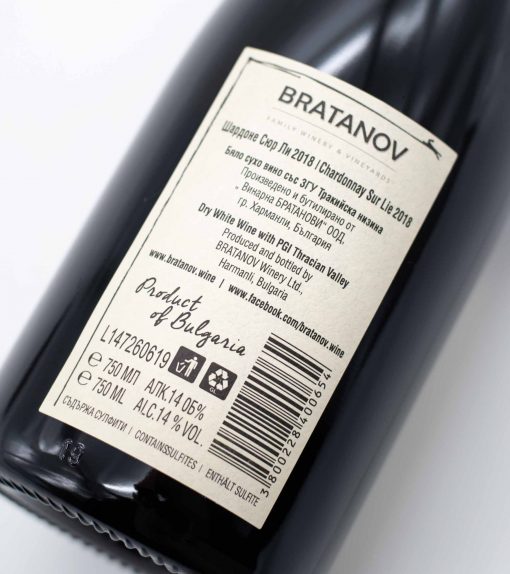 BRATANOV
FAMILY WINERY & VINEYARDS
Шардоне Сюр Ли 2018 | Chardonnay Sur Lie 2018
Бяло сухо вино със ЗГУ Тракийска низина
Произведено и бутилирано от
„Винарна БРАТАНОВИ" ООД,
гр. Харманли, България
Dry White Wine with PGI Thracian Valley
Produced and bottled by
BRATANOV Winery Ltd.,
Harmanli, Bulgaria
www.bratanov.wine | www.facebook.com/bratanov.wine
Product
of Bulgaria
L147260619
℮ 750 МЛ АЛК.14 ОБ%
℮ 750 ML ALC.14 % VOL.
СЪДЪРЖА СУЛФИТИ | CONTAINSSULFITES | ENTHÄLT SULFITE
GL
3800228400654
19